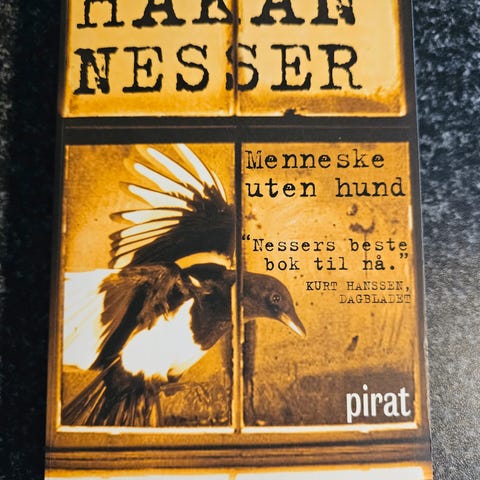 HÅKAN
NESSER
Menneske
uten hund
"Nessers beste
bok til nå."
KURT HANSSEN,
DAGBLADET
pirat